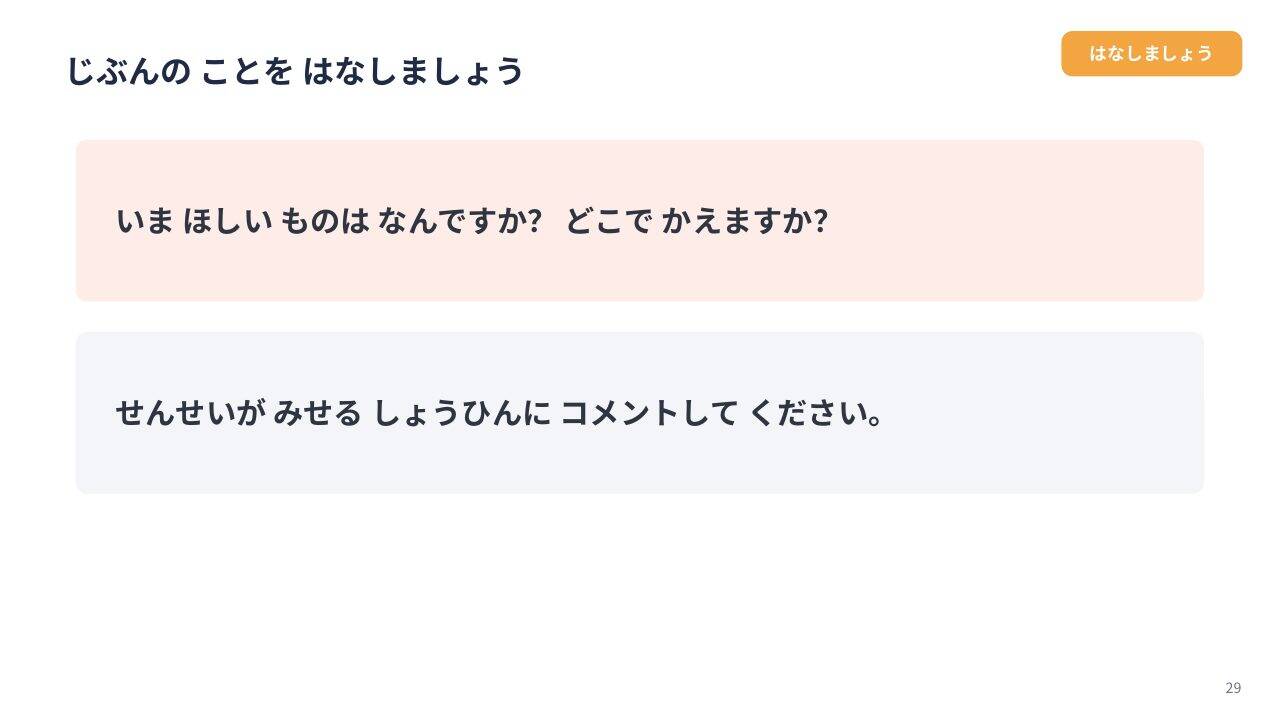 じぶんの ことを はなしましょう
はなしましょう
いま ほしい ものは なんですか? どこで かえますか?
せんせいが みせる しょうひんに コメントして ください。
29